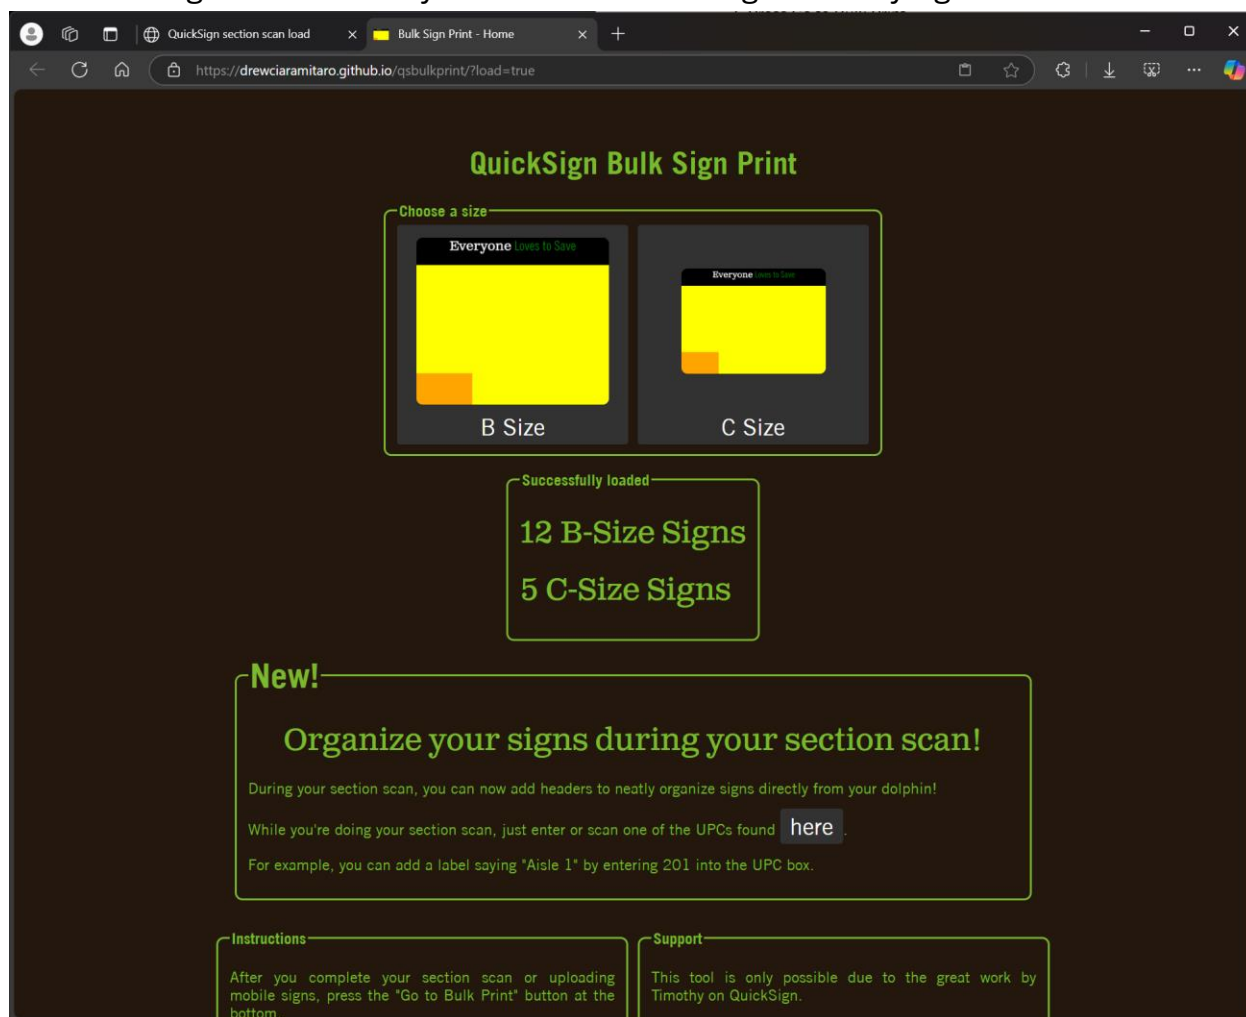 QuickSign section scan load
Bulk Sign Print - Home
https://drewciaramitaro.github.io/qsbulkprint/?load=true
QuickSign Bulk Sign Print
Choose a size
Everyone Loves to Save
Everyone Loves to Save
B Size
C Size
Successfully loaded
12 B-Size Signs
5 C-Size Signs
New!
Organize your signs during your section scan!
During your section scan, you can now add headers to neatly organize signs directly from your dolphin!
While you're doing your section scan, just enter or scan one of the UPCs found here.
For example, you can add a label saying "Aisle 1" by entering 201 into the UPC box.
Instructions
After you complete your section scan or uploading
mobile signs, press the "Go to Bulk Print" button at the
bottom
Support
This tool is only possible due to the great work by
Timothy on QuickSign.